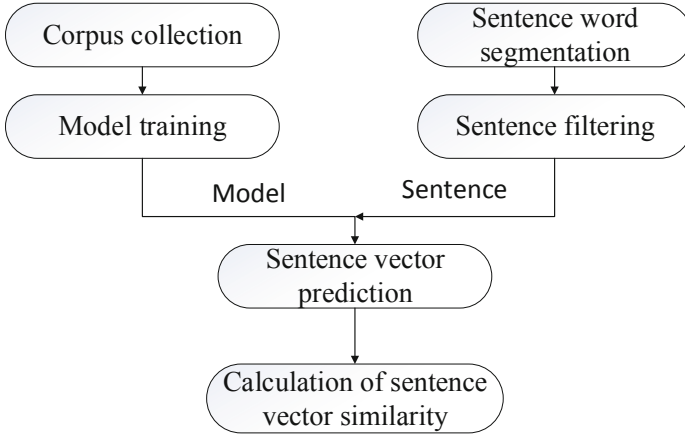 Corpus collection
Sentence word
segmentation
Model training
Sentence filtering
Model
Sentence
Sentence vector
prediction
Calculation of sentence
vector similarity